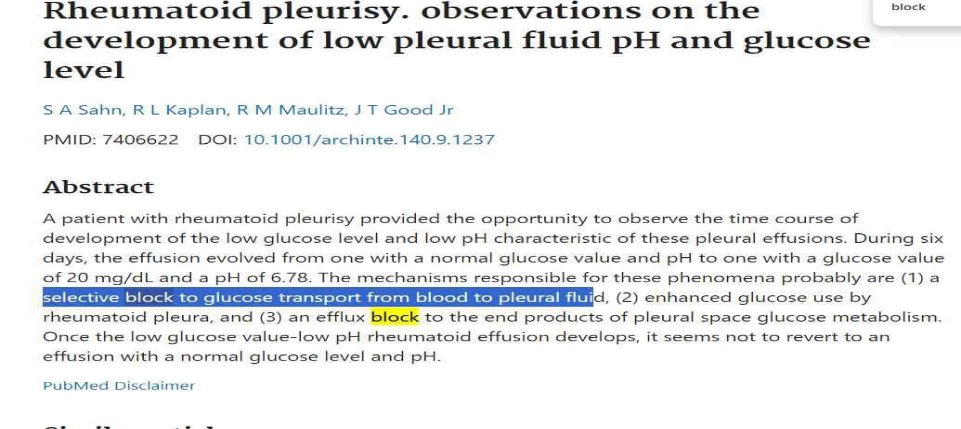 block
Rheumatoid pleurisy. observations on the
development of low pleural fluid pH and glucose
level
S A Sahn, R L Kaplan, R M Maulitz, J T Good Jr
PMID: 7406622 DOI: 10.1001/archinte.140.9.1237
Abstract
A patient with rheumatoid pleurisy provided the opportunity to observe the time course of
development of the low glucose level and low pH characteristic of these pleural effusions. During six
days, the effusion evolved from one with a normal glucose value and pH to one with a glucose value
of 20 mg/dL and a pH of 6.78. The mechanisms responsible for these phenomena probably are (1) a
selective block to glucose transport from blood to pleural fluid, (2) enhanced glucose use by
rheumatoid pleura, and (3) an efflux block to the end products of pleural space glucose metabolism.
Once the low glucose value-low pH rheumatoid effusion develops, it seems not to revert to an
effusion with a normal glucose level and pH.
PubMed Disclaimer